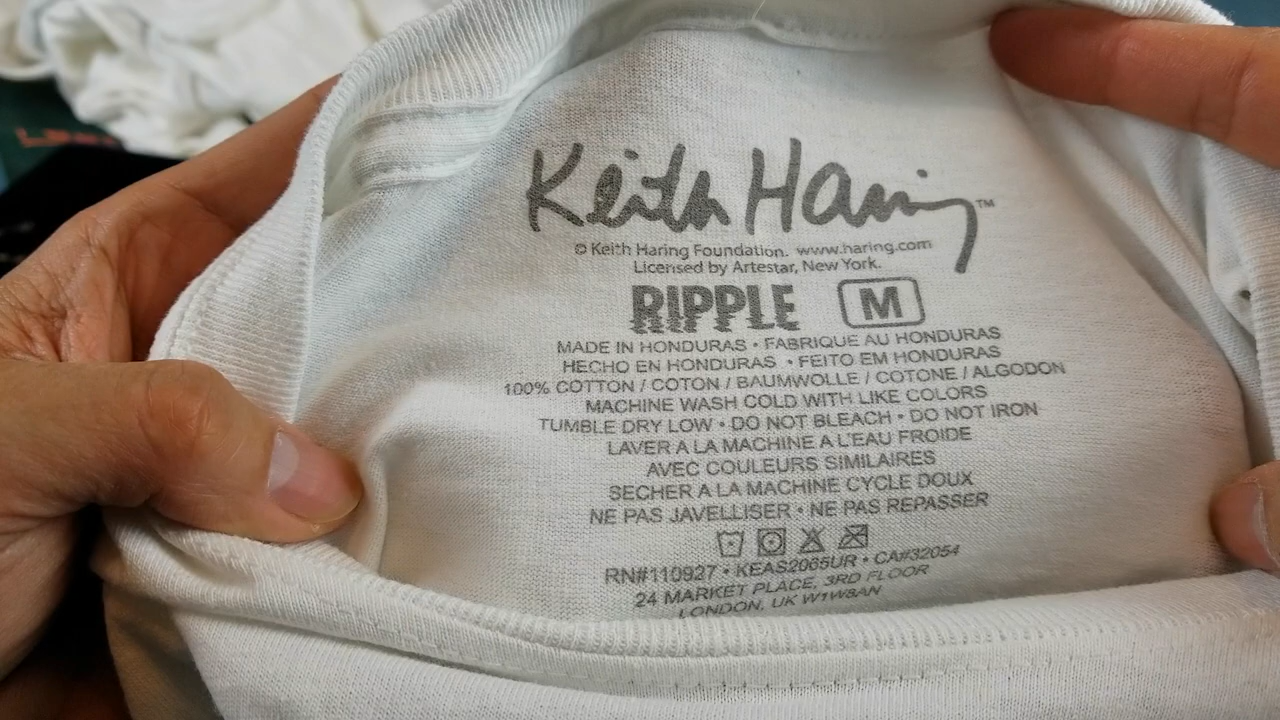 Keith Haring™
© Keith Haring Foundation. www.haring.com
Licensed by Artestar, New York.
RIPPLE M
MADE IN HONDURAS • FABRIQUE AU HONDURAS
HECHO EN HONDURAS • FEITO EM HONDURAS
100% COTTON / COTON / BAUMWOLLE / COTONE / ALGODON
MACHINE WASH COLD WITH LIKE COLORS
TUMBLE DRY LOW • DO NOT BLEACH • DO NOT IRON
LAVER A LA MACHINE A L'EAU FROIDE
AVEC COULEURS SIMILAIRES
SECHER A LA MACHINE CYCLE DOUX
NE PAS JAVELLISER • NE PAS REPASSER
RN#110927 • KEAS2065UR • CA#32054
24 MARKET PLACE, 3RD FLOOR
LONDON, UK W1W8AN